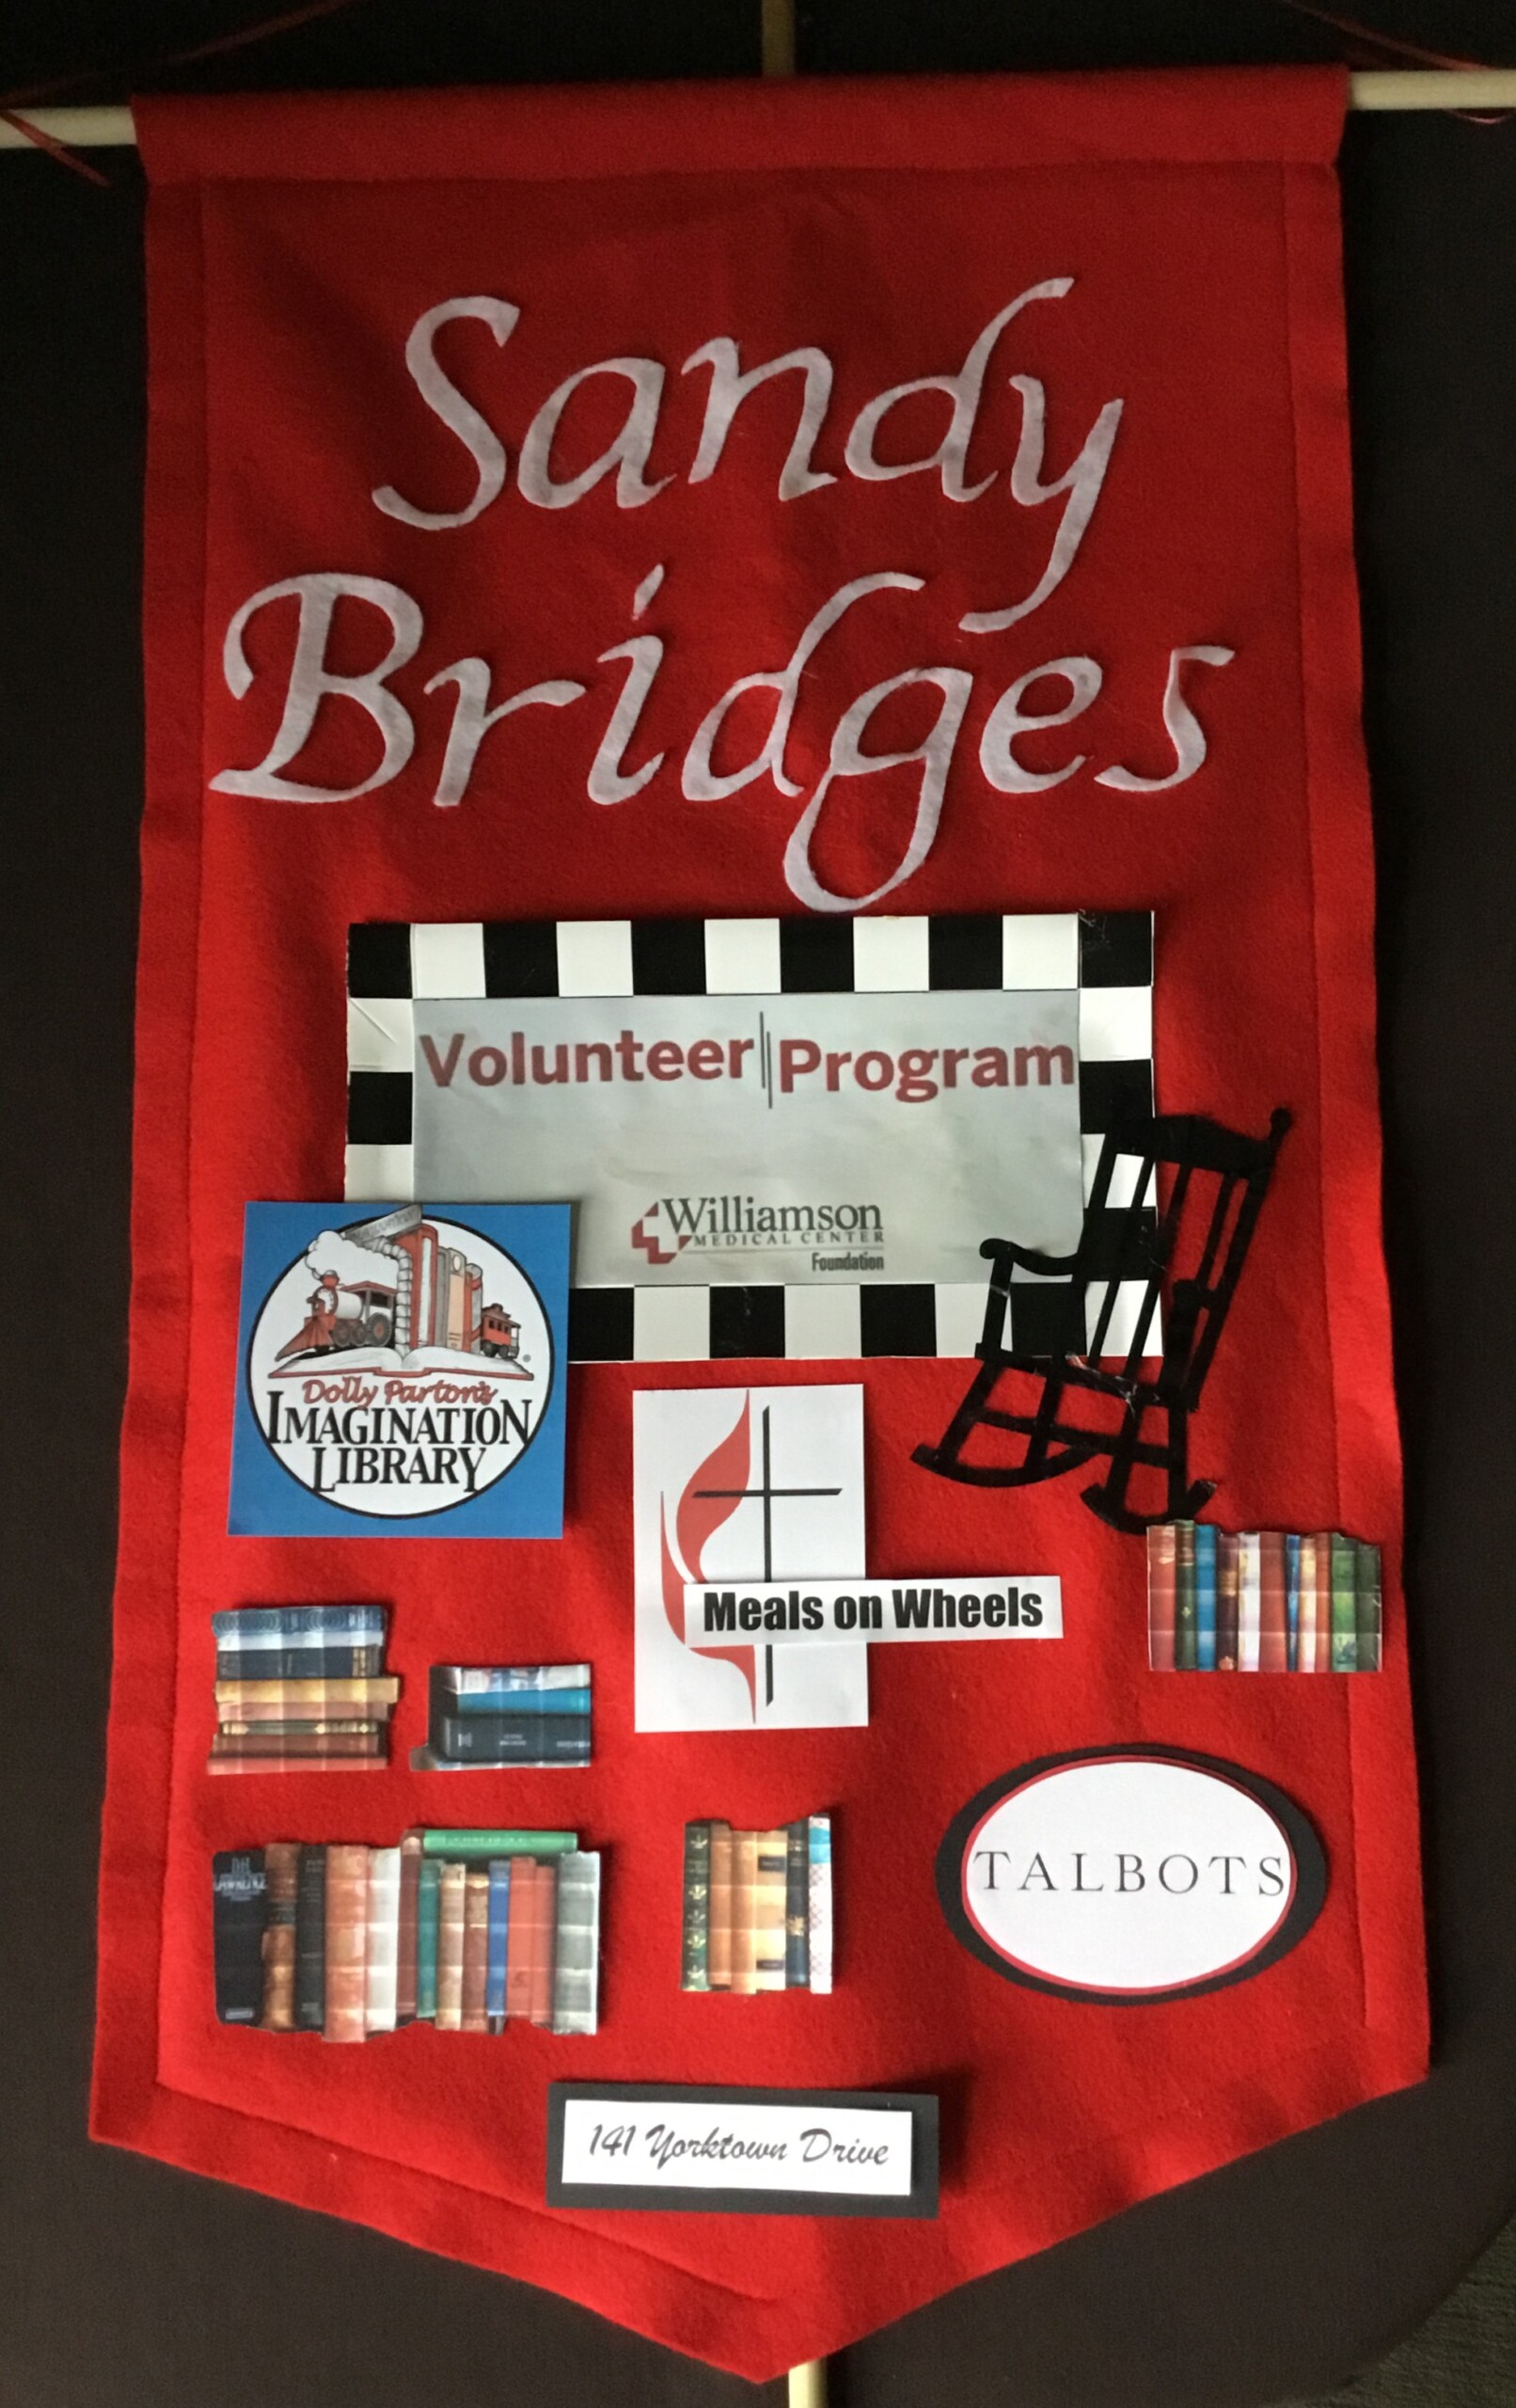 Sandy
Bridges
Volunteer Program
Williamson
MEDICAL CENTER
Foundation
Dolly Parton's
IMAGINATION
LIBRARY
Meals on Wheels
TALBOTS
D.H.
LAWRENCE
141 Yorktown Drive